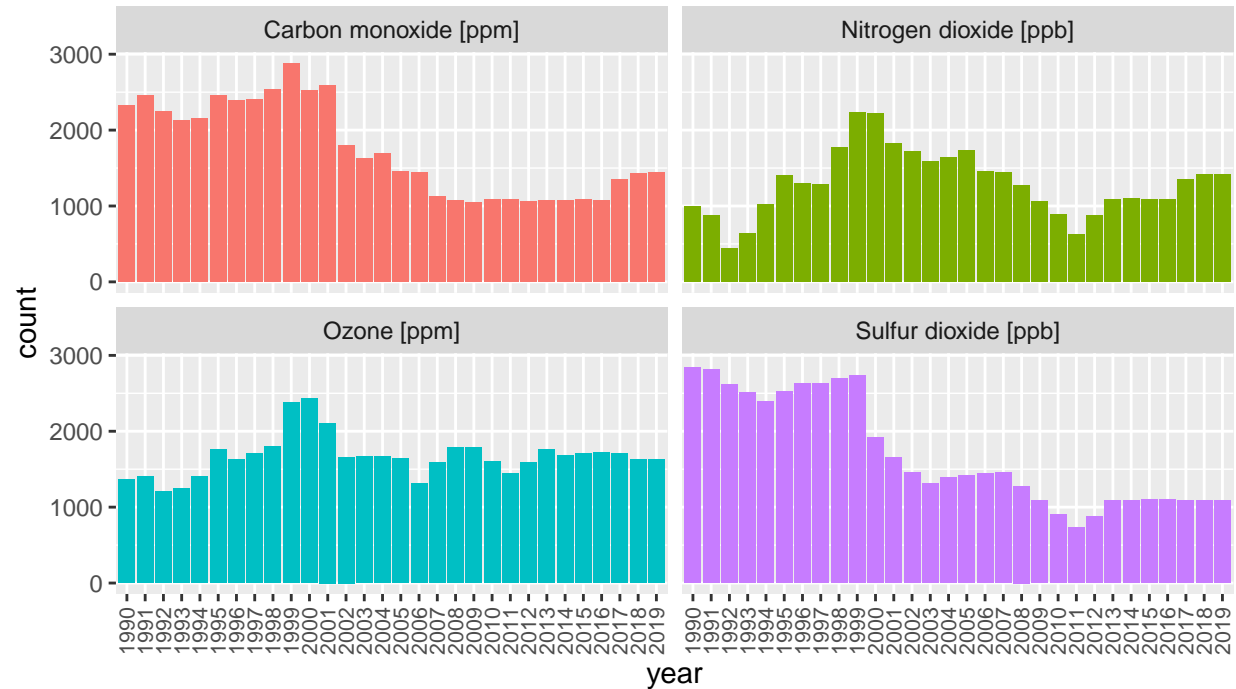 Carbon monoxide [ppm]
Nitrogen dioxide [ppb]
3000
2000
1000
0
Ozone [ppm]
Sulfur dioxide [ppb]
3000
2000
1000
0
count
1990 1991 1992 1993 1994 1995 1996 1997 1998 1999 2000 2001 2002 2003 2004 2005 2006 2007 2008 2009 2010 2011 2012 2013 2014 2015 2016 2017 2018 2019
1990 1991 1992 1993 1994 1995 1996 1997 1998 1999 2000 2001 2002 2003 2004 2005 2006 2007 2008 2009 2010 2011 2012 2013 2014 2015 2016 2017 2018 2019
year